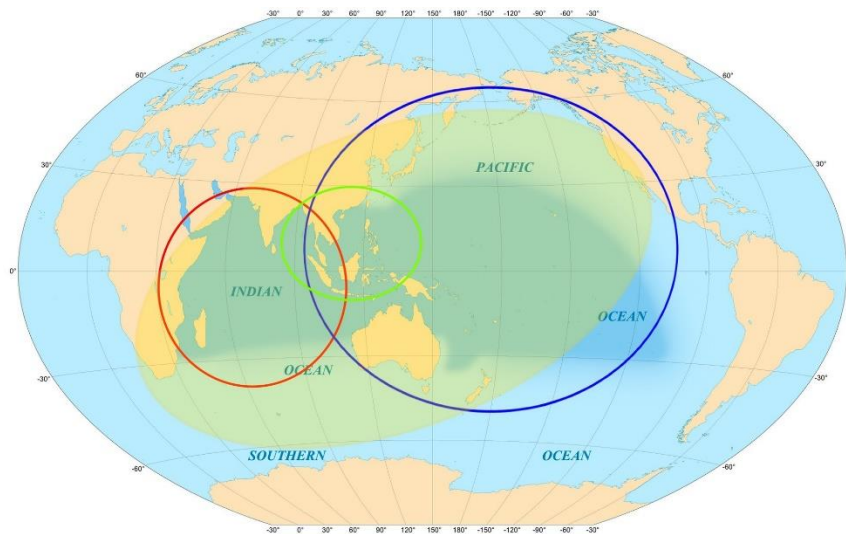 -30° 0° 30° 60° 90° 120° 150° 180° -150° -120° -90° -60° -30°
60° 60°
PACIFIC
30° 30°
0° INDIAN 0°
OCEAN
OCEAN
-30° -30°
SOUTHERN OCEAN
-60° -60°
-30° 0° 30° 60° 90° 120° 150° 180° -150° -120° -90° -60° -30°